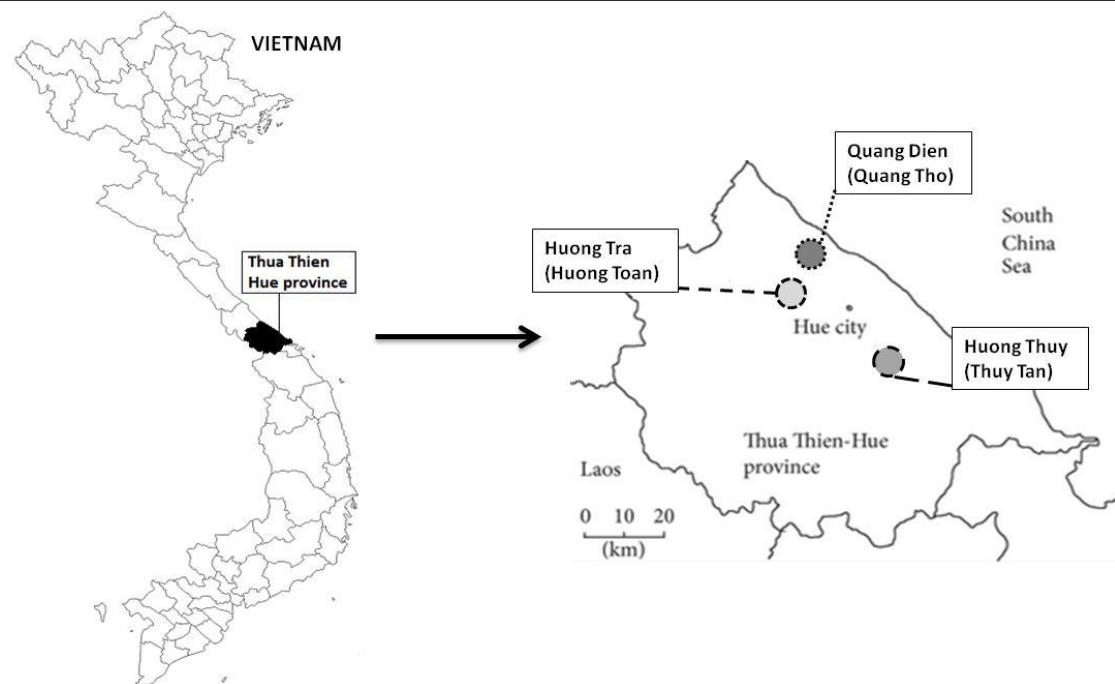 VIETNAM
Thua Thien
Hue province
Quang Dien
(Quang Tho)
South
China
Sea
Huong Tra
(Huong Toan)
Hue city
Huong Thuy
(Thuy Tan)
Thua Thien-Hue
province
Laos
0 10 20
(km)